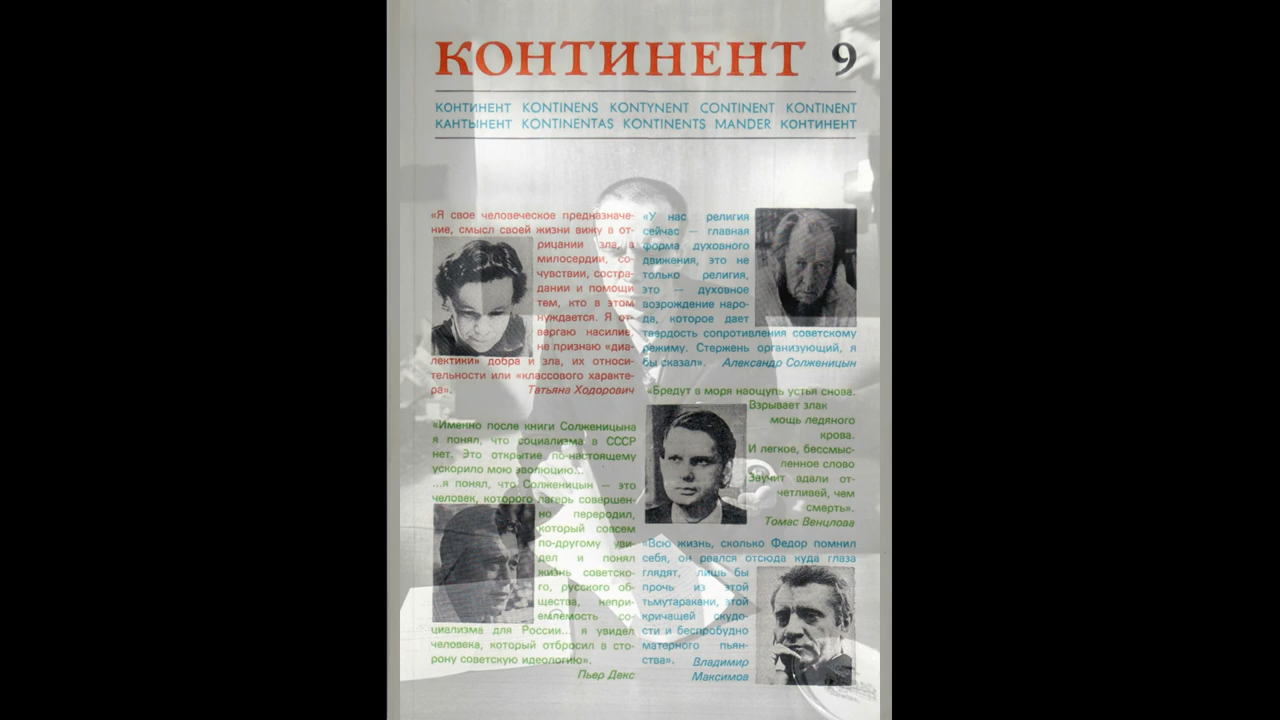 КОНТИНЕНТ 9
КОНТИНЕНТ KONTINENS KONTYNENT CONTINENT KONTINENT
КАНТЫНЕНТ KONTINENTAS KONTINENTS MANDER КОНТИНЕНТ
«Я свое человеческое предназначе-
ние, смысл своей жизни вижу в от-
рицании зла, в
милосердии, со-
чувствии, состра-
дании и помощи
тем, кто в этом
нуждается. Я от-
вергаю насилие,
не признаю «диа-
лектики» добра и зла, их относи-
тельности или «классового характе-
ра».
Татьяна Ходорович
«Именно после книги Солженицына
я понял, что социализма в СССР
нет. Это открытие по-настоящему
ускорило мою эволюцию...
...я понял, что Солженицын — это
человек, которого лагерь совершен-
но переродил,
который совсем
по-другому уви-
дел и понял
жизнь советско-
го, русского об-
щества, непри-
емлемость со-
циализма для России... я увидел
человека, который отбросил в сто-
рону советскую идеологию».
Пьер Декс
«У нас религия
сейчас — главная
форма духовного
движения, это не
только религия,
это — духовное
возрождение наро-
да, которое дает
твердость сопротивления советскому
режиму. Стержень организующий, я
бы сказал». Александр Солженицын
«Бредут в моря наощупь устья снова.
Взрывает злак
мощь ледяного
крова.
И легкое, бессмыс-
ленное слово
Звучит вдали от-
четливей, чем
смерть».
Томас Венцлова
«Всю жизнь, сколько Федор помнил
себя, он рвался отсюда куда глаза
глядят, лишь бы
прочь из этой
тьмутаракани, этой
кричащей скудо-
сти и беспробудно
матерного пьян-
ства». Владимир
Максимов